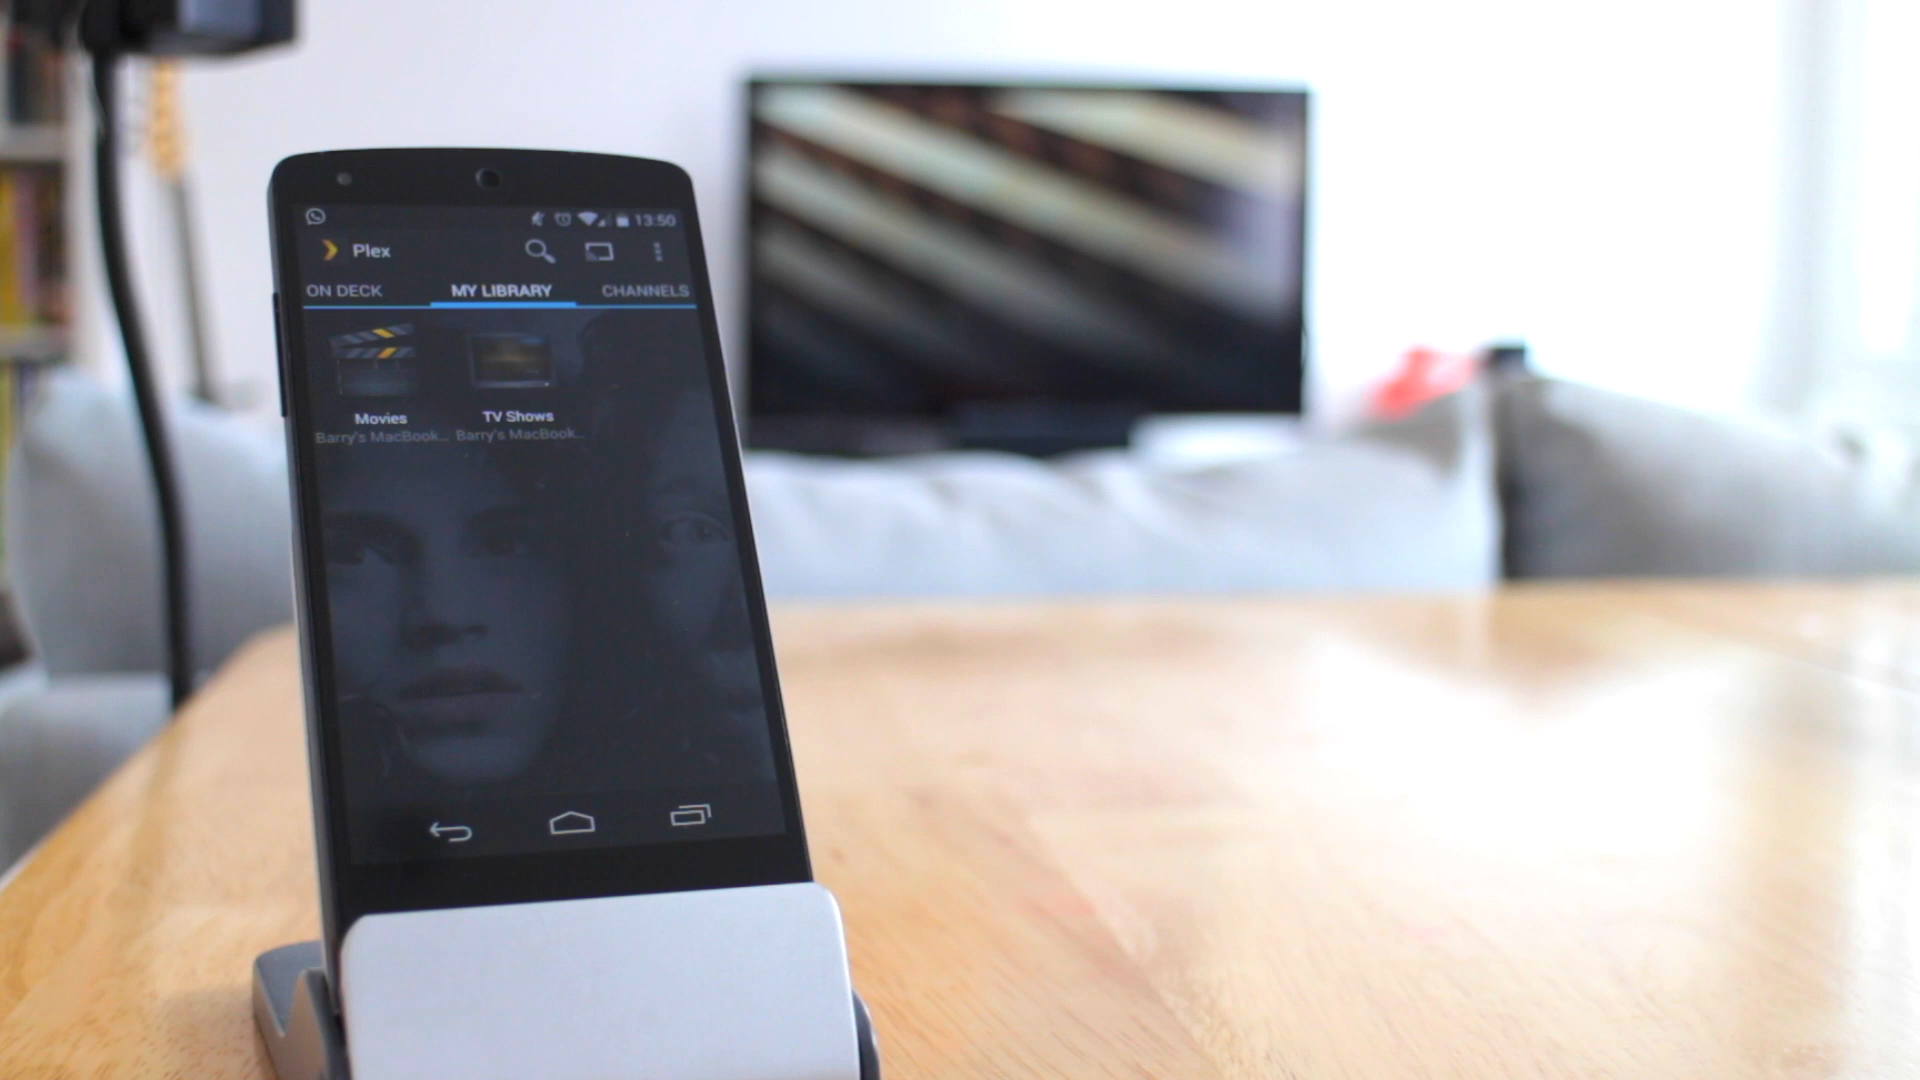 13:50
Plex
ON DECK MY LIBRARY CHANNELS
Movies TV Shows
Barry's MacBook... Barry's MacBook...